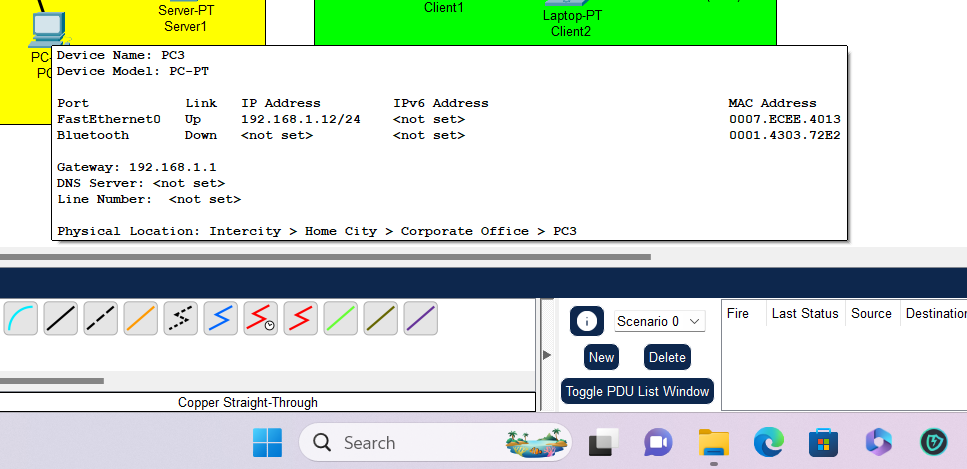 Server-PT
Server1
Client1
Laptop-PT
Client2
PC
PC
Device Name: PC3
Device Model: PC-PT
Port Link IP Address IPv6 Address MAC Address
FastEthernet0 Up 192.168.1.12/24 <not set> 0007.ECEE.4013
Bluetooth Down <not set> <not set> 0001.4303.72E2
Gateway: 192.168.1.1
DNS Server: <not set>
Line Number: <not set>
Physical Location: Intercity > Home City > Corporate Office > PC3
Scenario 0
Fire Last Status Source Destination
New Delete
Toggle PDU List Window
Copper Straight-Through
Search